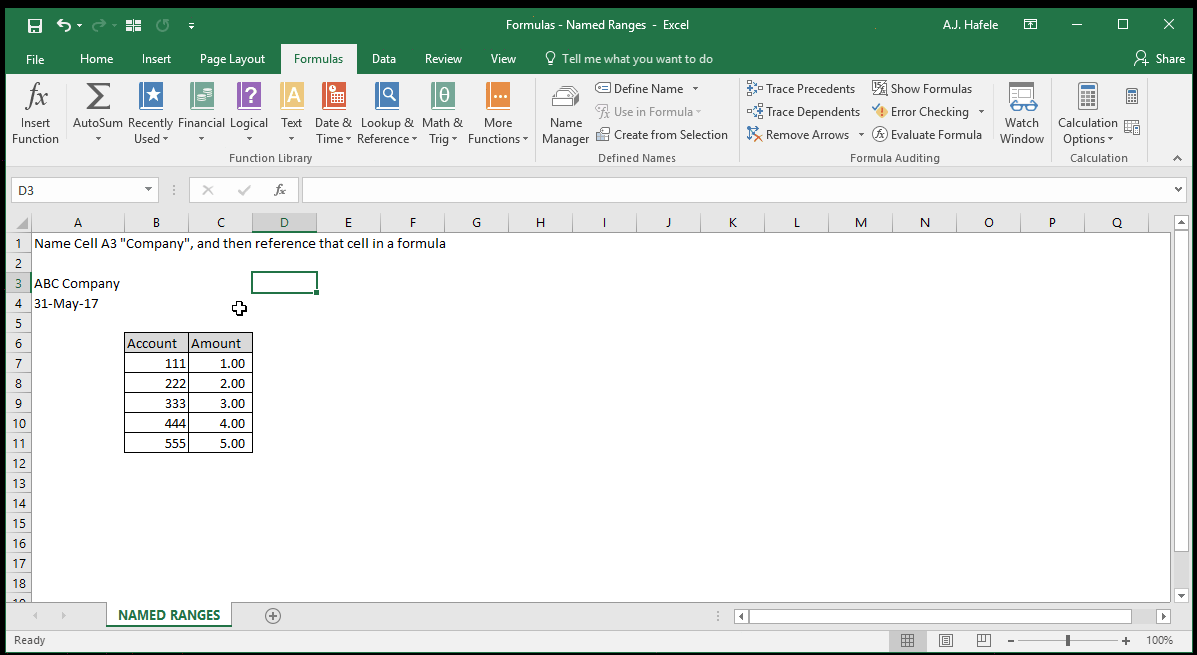 Formulas - Named Ranges - Excel
A.J. Hafele
File Home Insert Page Layout Formulas Data Review View Tell me what you want to do Share
fx Σ ? A θ
Insert Function
AutoSum
Recently Used
Financial
Logical
Text
Date & Time
Lookup & Reference
Math & Trig
More Functions
Function Library
Name Manager
Define Name
Use in Formula
Create from Selection
Defined Names
Trace Precedents
Trace Dependents
Remove Arrows
Show Formulas
Error Checking
Evaluate Formula
Formula Auditing
Watch Window
Calculation Options
Calculation
D3 fx
A B C D E F G H I J K L M N O P Q
1 Name Cell A3 "Company", and then reference that cell in a formula
2
3 ABC Company
4 31-May-17
5
6 Account Amount
7 111 1.00
8 222 2.00
9 333 3.00
10 444 4.00
11 555 5.00
12
13
14
15
16
17
18
19
NAMED RANGES
Ready 100%